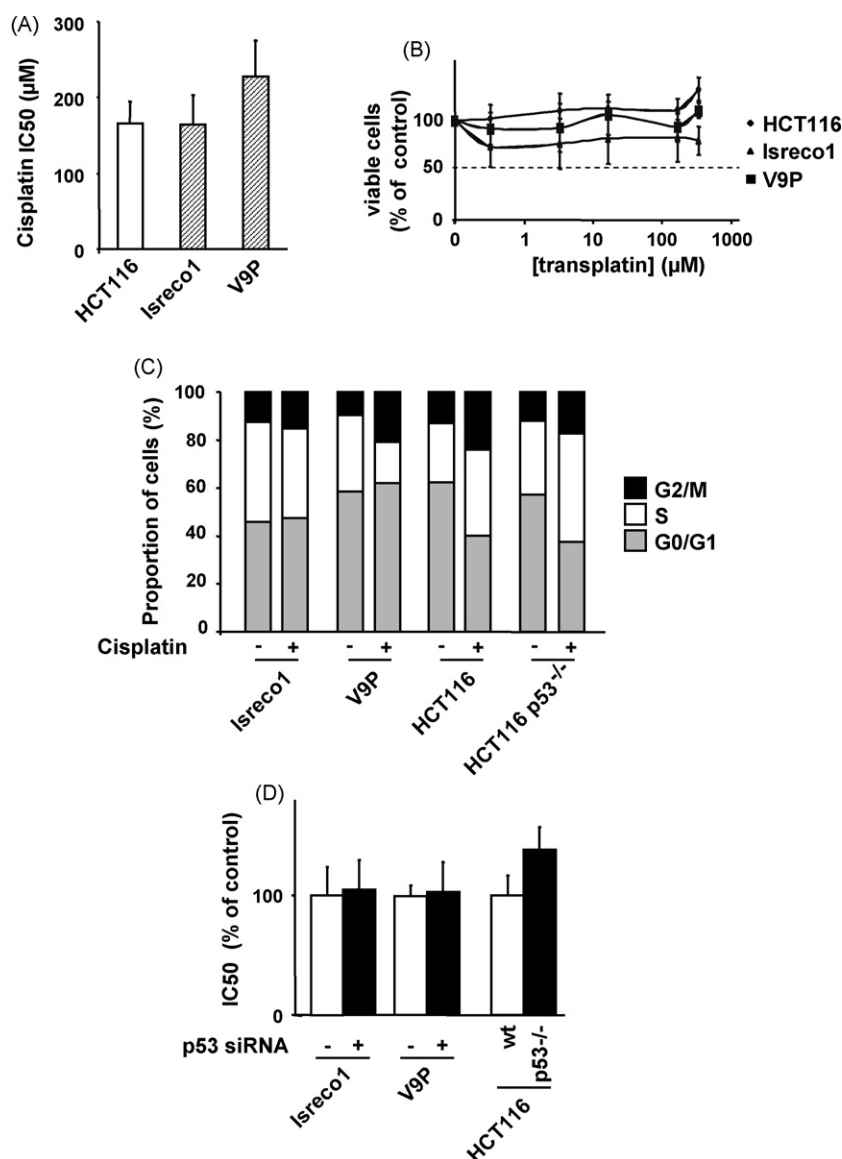 (A)
Cisplatin IC50 (µM)
300
200
100
0
HCT116
Isreco1
V9P
(B)
viable cells
(% of control)
100
50
0
0
1
10
100
1000
[transplatin] (µM)
HCT116
Isreco1
V9P
(C)
Proportion of cells (%)
100
80
60
40
20
0
Cisplatin
- + - + - + - +
Isreco1
V9P
HCT116
HCT116 p53-/-
G2/M
S
G0/G1
(D)
IC50 (% of control)
100
0
p53 siRNA
- + - + wt p53-/-
Isreco1
V9P
HCT116